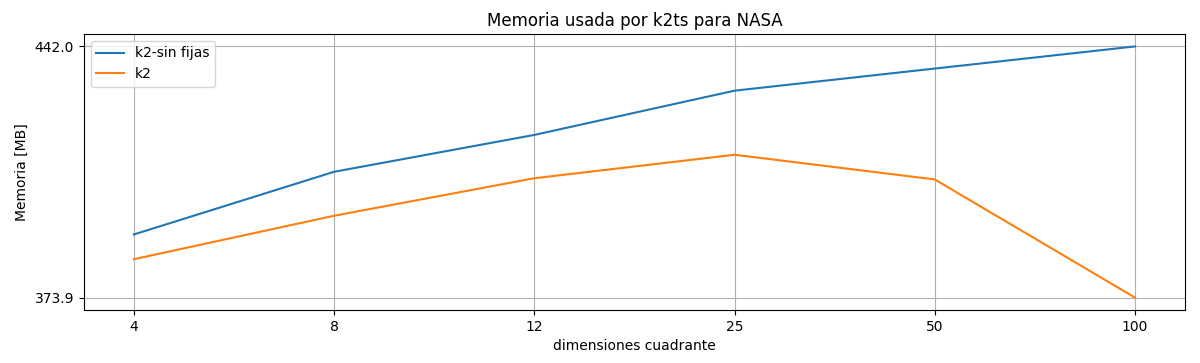 Memoria usada por k2ts para NASA
442.0
k2-sin fijas
k2
Memoria [MB]
373.9
4 8 12 25 50 100
dimensiones cuadrante